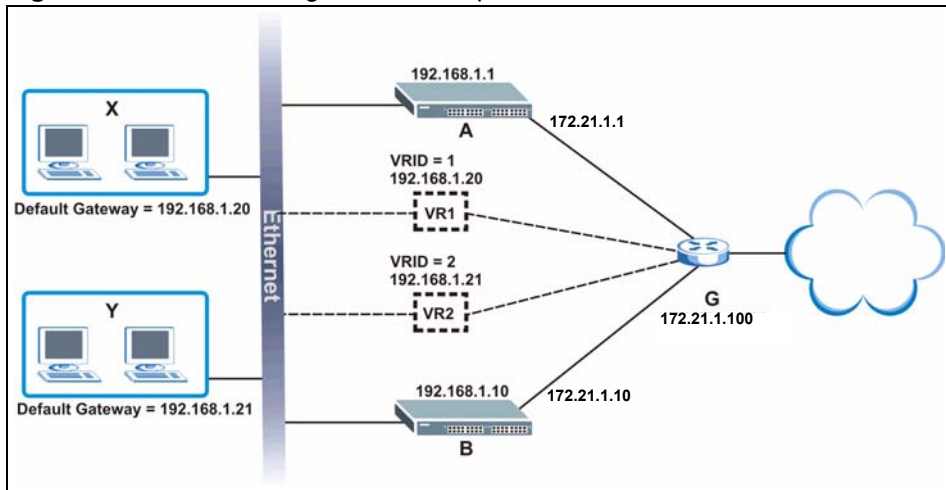 192.168.1.1
X
A
172.21.1.1
VRID = 1
192.168.1.20
Default Gateway = 192.168.1.20
VR1
Ethernet
VRID = 2
192.168.1.21
G
172.21.1.100
Y
VR2
192.168.1.10
172.21.1.10
Default Gateway = 192.168.1.21
B